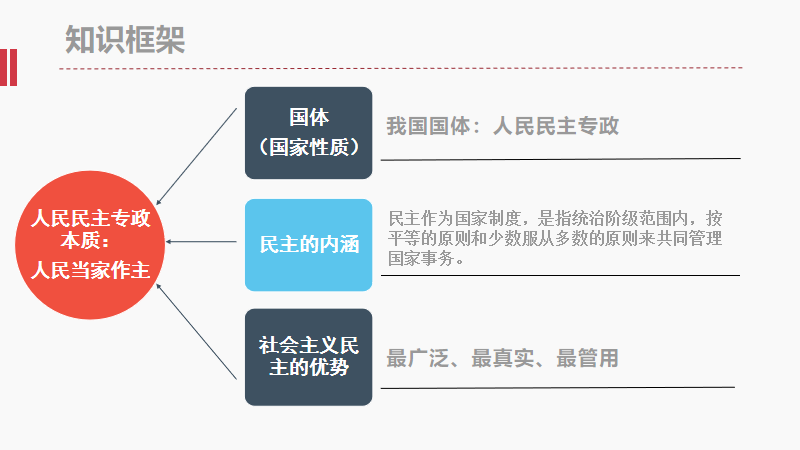 知识框架
国体
（国家性质）
我国国体：人民民主专政
人民民主专政
本质：
人民当家作主
民主的内涵
民主作为国家制度，是指统治阶级范围内，按
平等的原则和少数服从多数的原则来共同管理
国家事务。
社会主义民
主的优势
最广泛、最真实、最管用